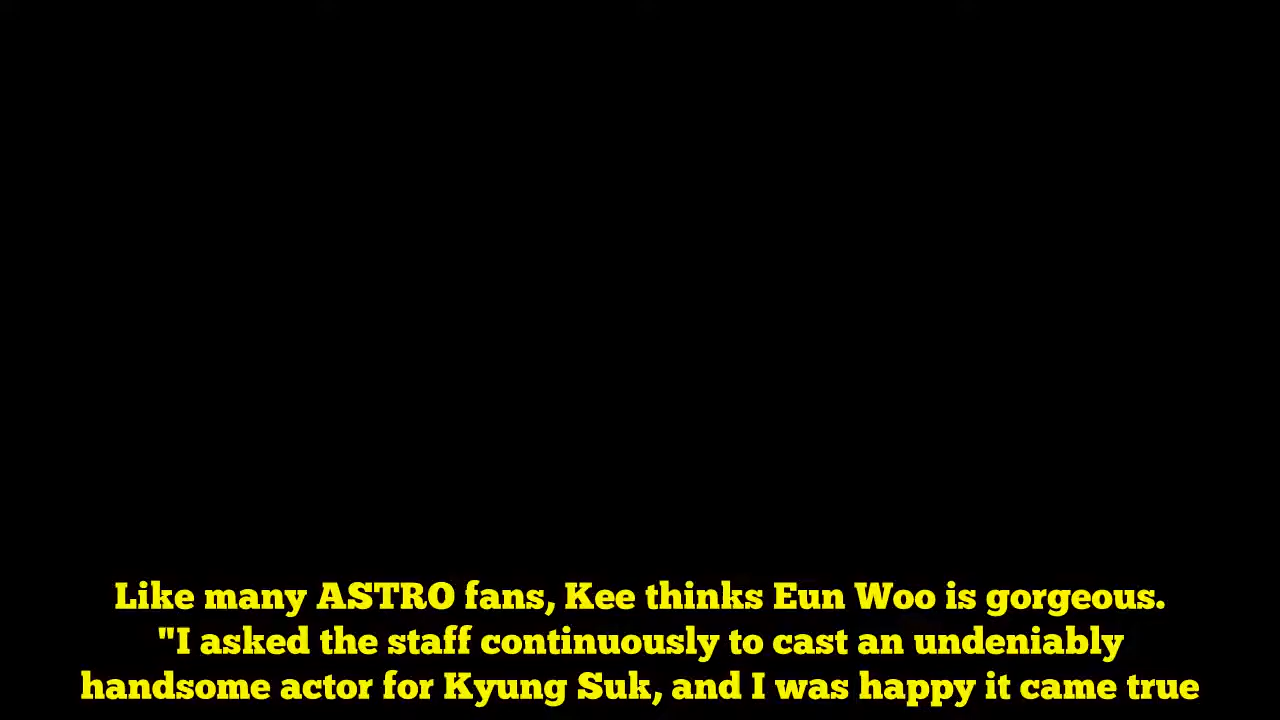 Like many ASTRO fans, Kee thinks Eun Woo is gorgeous.
"I asked the staff continuously to cast an undeniably
handsome actor for Kyung Suk, and I was happy it came true